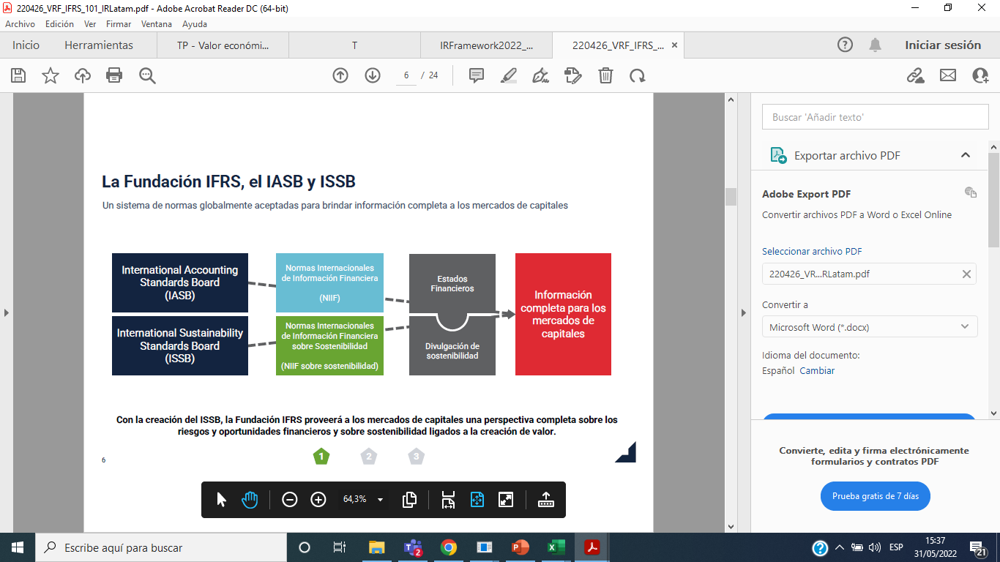 220426_VRF_IFRS_101_IRLatam.pdf - Adobe Acrobat Reader DC (64-bit)
Archivo Edición Ver Firmar Ventana Ayuda
Inicio Herramientas TP - Valor económi... T IRFramework2022_... 220426_VRF_IFRS_... Iniciar sesión
6 / 24
Buscar 'Añadir texto'
Exportar archivo PDF
Adobe Export PDF
Convertir archivos PDF a Word o Excel Online
Seleccionar archivo PDF
220426_VR...RLatam.pdf
Convertir a
Microsoft Word (*.docx)
Idioma del documento:
Español Cambiar
Convierte, edita y firma electrónicamente
formularios y contratos PDF
Prueba gratis de 7 días
La Fundación IFRS, el IASB y ISSB
Un sistema de normas globalmente aceptadas para brindar información completa a los mercados de capitales
International Accounting
Standards Board
(IASB)
International Sustainability
Standards Board
(ISSB)
Normas Internacionales
de Información Financiera
(NIIF)
Normas Internacionales
de Información Financiera
sobre Sostenibilidad
(NIIF sobre sostenibilidad)
Estados
Financieros
Divulgación de
sostenibilidad
Información
completa para los
mercados de
capitales
Con la creación del ISSB, la Fundación IFRS proveerá a los mercados de capitales una perspectiva completa sobre los
riesgos y oportunidades financieros y sobre sostenibilidad ligados a la creación de valor.
6
1 2 3
64,3%
Escribe aquí para buscar
2
ESP
15:37
31/05/2022
21